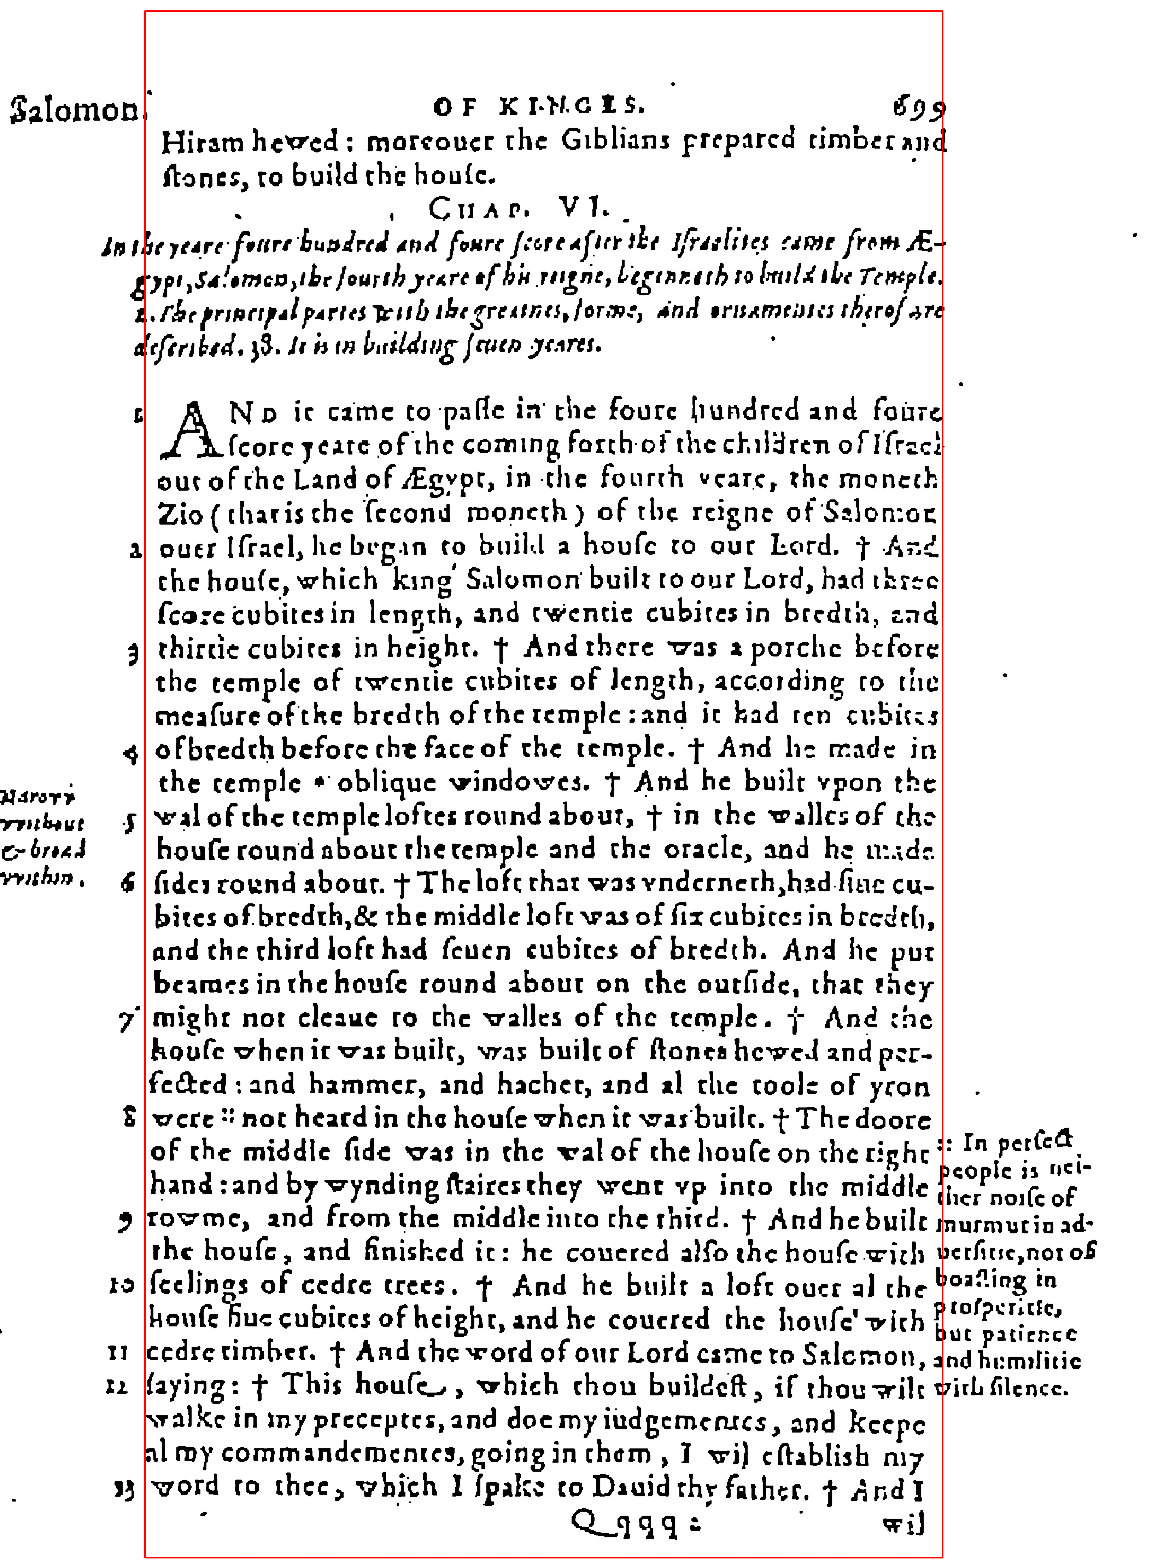 Salomon. OF KINGES. 699
Hiram hewed: moreouer the Giblians prepared timber and
ſtones, to build the houſe.
CHAP. VI.
In the yeare foure hundred and foure ſcore after the Iſraelites came from Æ-
gypt, Salomon, the fourth yeare of his reigne, beginneth to build the Temple.
2. The principal partes with the greatnes, forme, and ornamentes therof are
deſcribed. 38. It is in building ſeuen yeares.
1 AND it came to paſſe in the foure hundred and foure
ſcore yeare of the coming forth of the children of Iſrael
out of the Land of Ægypt, in the fourth yeare, the moneth
Zio (that is the ſecond moneth) of the reigne of Salomon
2 ouer Iſrael, he began to build a houſe to our Lord. † And
the houſe, which king Salomon built to our Lord, had three
ſcore cubites in length, and twentie cubites in bredth, and
3 thirtie cubites in height. † And there was a porche before
the temple of twentie cubites of length, according to the
meaſure of the bredth of the temple: and it had ten cubites
4 of bredth before the face of the temple. † And he made in
the temple * oblique windowes. † And he built vpon the
Narovv
vvithout
& broad
vvithin.
5 wal of the temple loftes round about, † in the walles of the
houſe round about the temple and the oracle, and he made
6 ſides round about. † The loft that was vnderneth, had fiue cu-
bites of bredth, & the middle loft was of ſix cubites in bredth,
and the third loft had ſeuen cubites of bredth. And he put
beames in the houſe round about on the outſide, that they
7 might not cleaue to the walles of the temple. † And the
houſe when it was built, was built of ſtones hewed and per-
fected: and hammer, and hachet, and al the toole of yron
8 were :: not heard in the houſe when it was built. † The doore
of the middle ſide was in the wal of the houſe on the right
hand: and by wynding ſtaires they went vp into the middle
9 rowme, and from the middle into the third. † And he built
the houſe, and finished it: he couered alſo the houſe with
10 ſeelings of cedre trees. † And he built a loft ouer al the
houſe fiue cubites of height, and he couered the houſe with
11 cedre timber. † And the word of our Lord came to Salomon,
12 ſaying: † This houſe, which thou buildeſt, if thou wilt
walke in my preceptes, and doe my iudgementes, and keepe
al my commandementes, going in them, I wil eſtablish my
13 word to thee, which I ſpake to Dauid thy father. † And I
:: In perfect
people is nei-
ther noiſe of
murmur in ad-
uerſitie, not of
boaſting in
proſperitie,
but patience
and humilitie
with ſilence.
Qqqq 2 wil